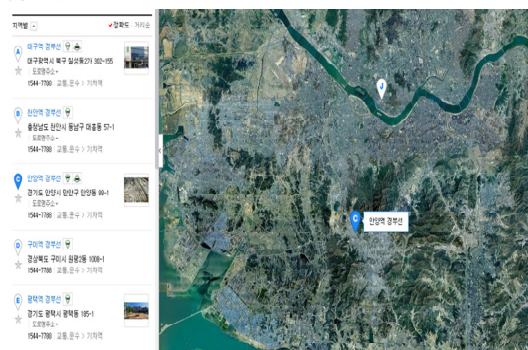 지역별
정확도 · 거리순
A
대구역 경부선
대구광역시 북구 칠성동2가 302-155
도로명주소
1544-7788 교통,운수 > 기차역
B
천안역 경부선
충청남도 천안시 동남구 대흥동 57-1
도로명주소
1544-7788 교통,운수 > 기차역
C
안양역 경부선
경기도 안양시 만안구 안양동 88-1
도로명주소
1544-7788 교통,운수 > 기차역
D
구미역 경부선
경상북도 구미시 원평2동 1008-1
도로명주소
1544-7788 교통,운수 > 기차역
E
평택역 경부선
경기도 평택시 평택동 185-1
도로명주소
1544-7788 교통,운수 > 기차역
J
C
안양역 경부선